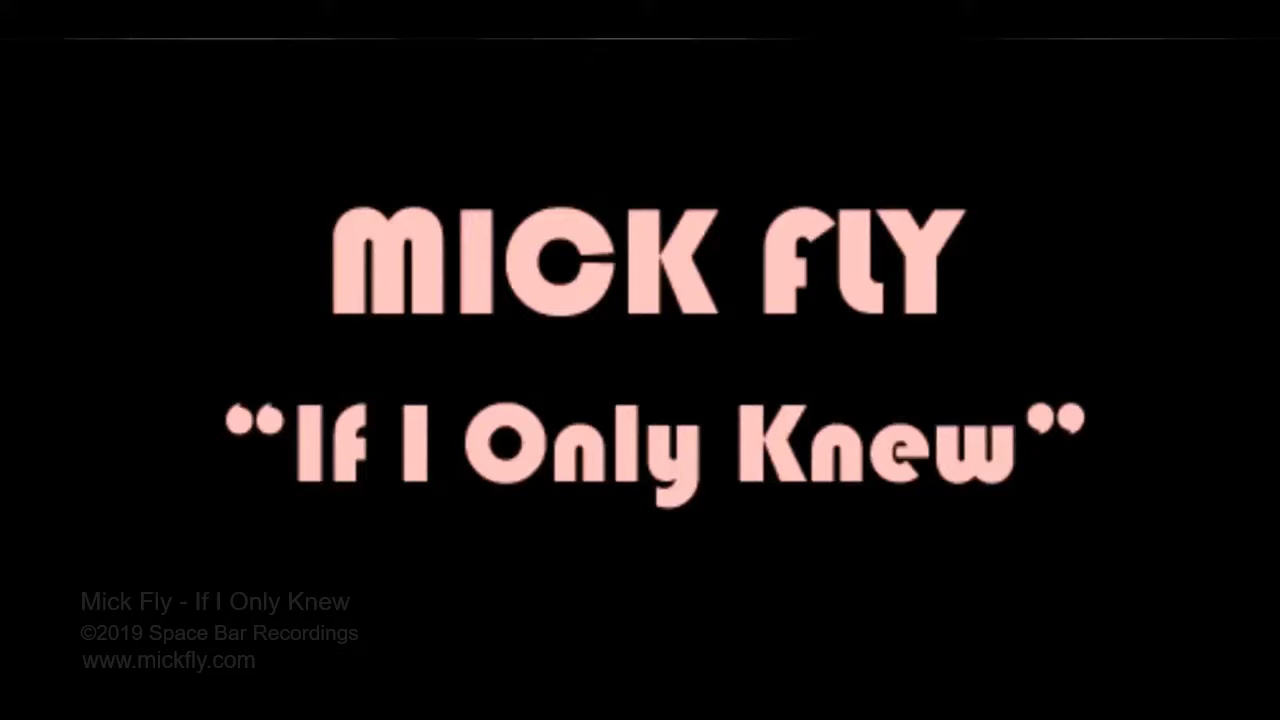 MICK FLY
“If I Only Knew”
Mick Fly - If I Only Knew
©2019 Space Bar Recordings
www.mickfly.com